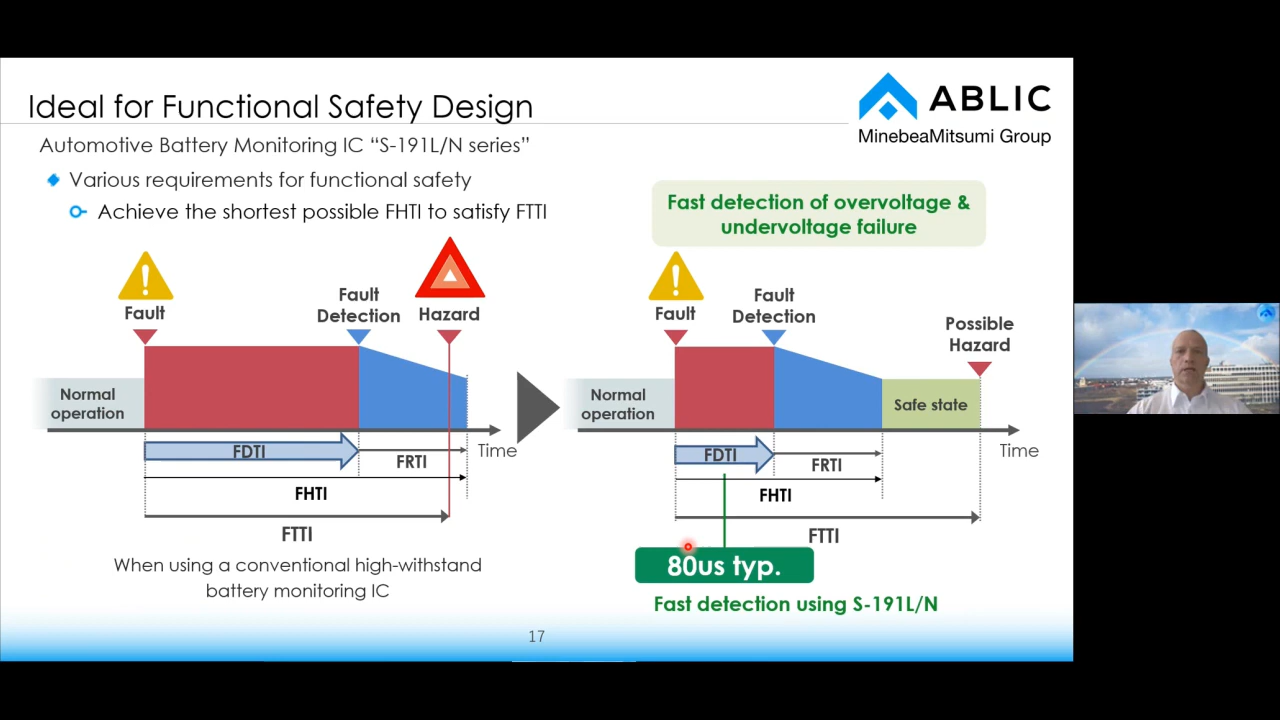 Ideal for Functional Safety Design
ABLIC
MinebeaMitsumi Group
Automotive Battery Monitoring IC “S-191L/N series”
Various requirements for functional safety
Achieve the shortest possible FHTI to satisfy FTTI
Fast detection of overvoltage &
undervoltage failure
Fault
Fault
Detection
Hazard
Normal
operation
FDTI
FRTI
Time
FHTI
FTTI
When using a conventional high-withstand
battery monitoring IC
Fault
Fault
Detection
Possible
Hazard
Normal
operation
Safe state
FDTI
FRTI
Time
FHTI
FTTI
80us typ.
Fast detection using S-191L/N
17